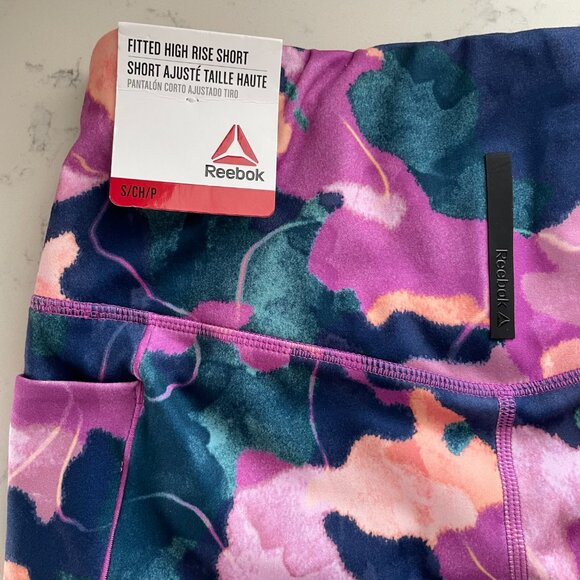 FITTED HIGH RISE SHORT
SHORT AJUSTÉ TAILLE HAUTE
PANTALÓN CORTO AJUSTADO TIRO
Reebok
S/CH/P
Reebok